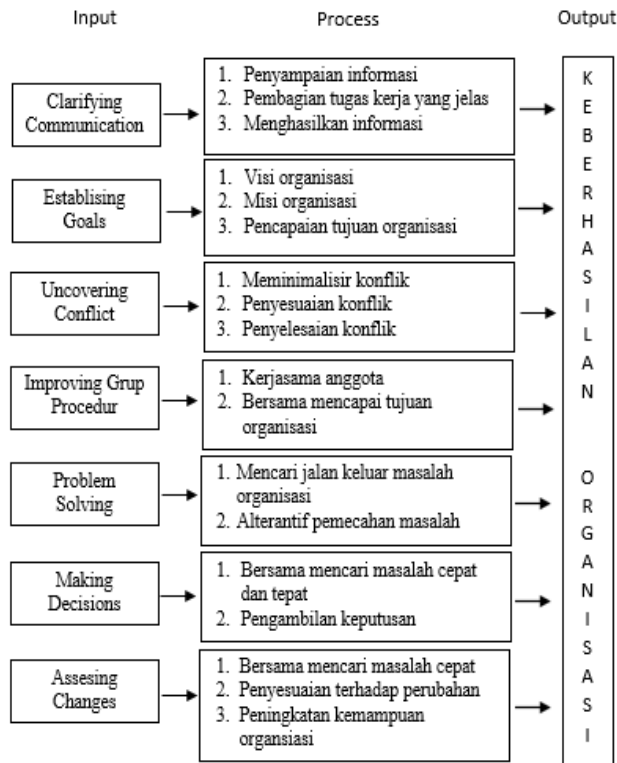 Input
Process
Output
Clarifying
Communication
1. Penyampaian informasi
2. Pembagian tugas kerja yang jelas
3. Menghasilkan informasi
Establising
Goals
1. Visi organisasi
2. Misi organisasi
3. Pencapaian tujuan organisasi
Uncovering
Conflict
1. Meminimalisir konflik
2. Penyesuaian konflik
3. Penyelesaian konflik
Improving Grup
Procedur
1. Kerjasama anggota
2. Bersama mencapai tujuan
organisasi
Problem
Solving
1. Mencari jalan keluar masalah
organisasi
2. Alterantif pemecahan masalah
Making
Decisions
1. Bersama mencari masalah cepat
dan tepat
2. Pengambilan keputusan
Assesing
Changes
1. Bersama mencari masalah cepat
2. Penyesuaian terhadap perubahan
3. Peningkatan kemampuan
organsiasi
KEBERHASILAN ORGANISASI